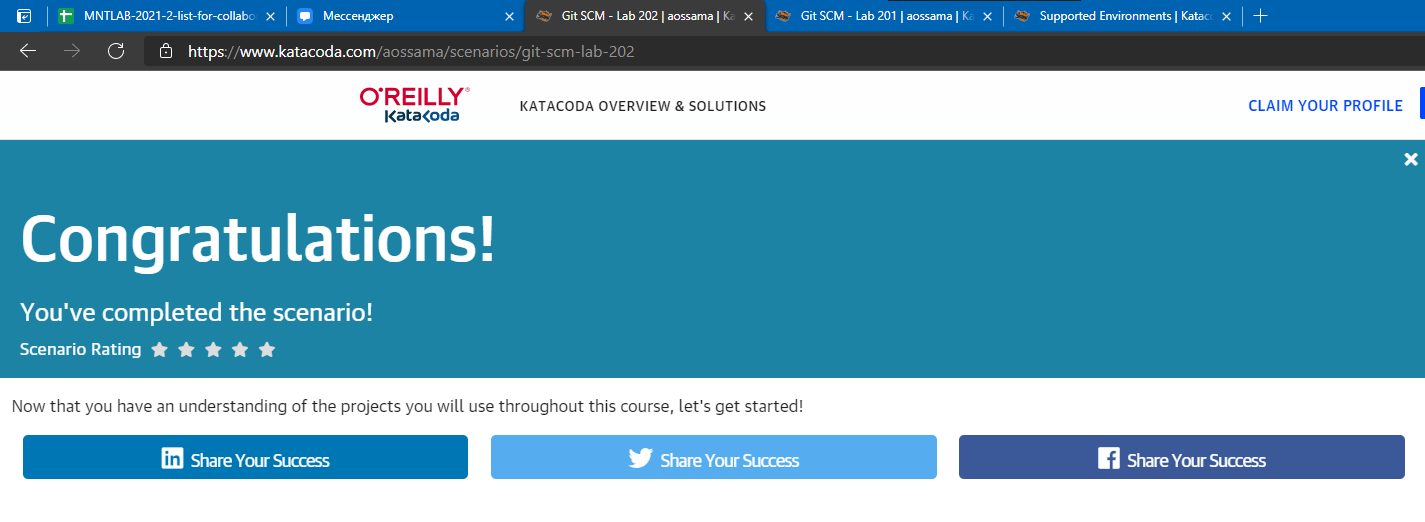 MNTLAB-2021-2-list-for-collabo
Мессенджер
Git SCM - Lab 202 | aossama | Ka
Git SCM - Lab 201 | aossama | Ka
Supported Environments | Katac
https://www.katacoda.com/aossama/scenarios/git-scm-lab-202
O'REILLY®
KataKoda
KATACODA OVERVIEW & SOLUTIONS
CLAIM YOUR PROFILE
Congratulations!
You've completed the scenario!
Scenario Rating
Now that you have an understanding of the projects you will use throughout this course, let's get started!
Share Your Success
Share Your Success
Share Your Success